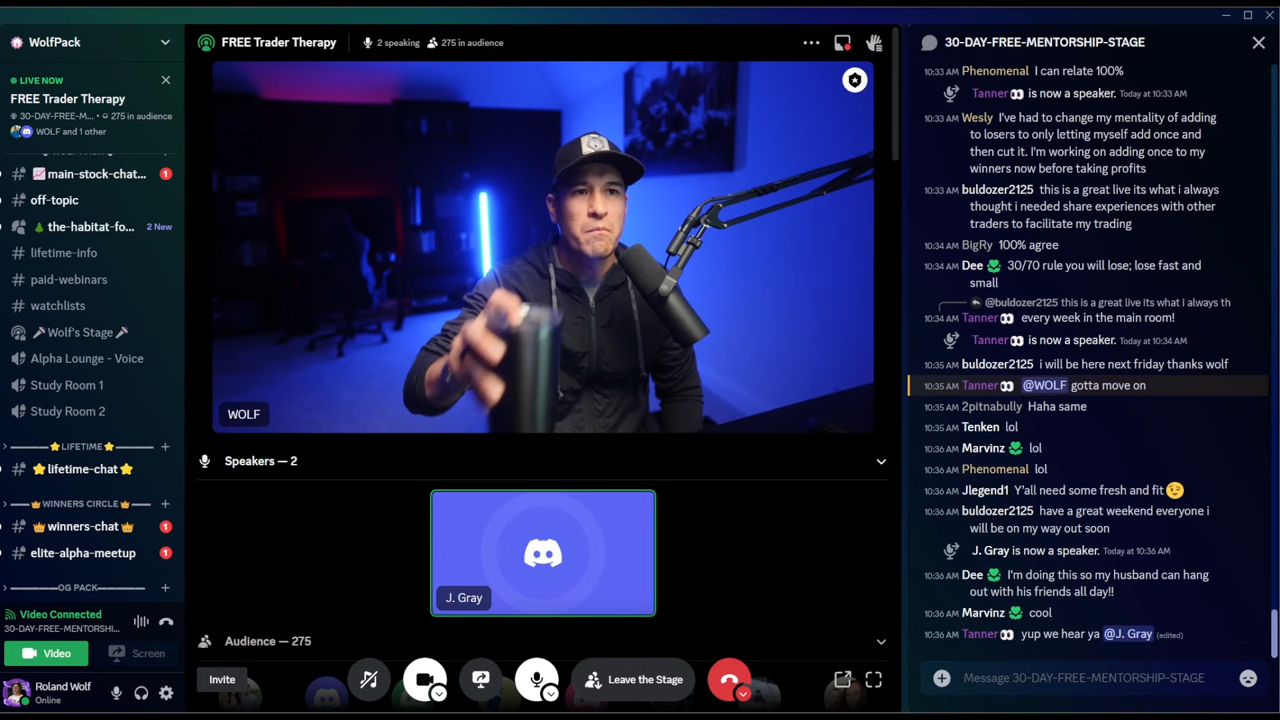 WolfPack
LIVE NOW
FREE Trader Therapy
30-DAY-FREE-M... · 275 in audience
WOLF and 1 other
main-stock-chat... 1
off-topic
the-habitat-fo... 2 New
lifetime-info
paid-webinars
watchlists
Wolf's Stage
Alpha Lounge - Voice
Study Room 1
Study Room 2
LIFETIME
lifetime-chat
WINNERS CIRCLE
winners-chat 1
elite-alpha-meetup 1
OG PACK
Video Connected
30-DAY-FREE-MENTORSHI...
Video Screen
Roland Wolf
Online
FREE Trader Therapy 2 speaking 275 in audience
WOLF
Speakers — 2
J. Gray
Audience — 275
Invite
Leave the Stage
30-DAY-FREE-MENTORSHIP-STAGE
10:33 AM Phenomenal I can relate 100%
Tanner👀 is now a speaker. Today at 10:33 AM
10:33 AM Wesly I've had to change my mentality of adding
to losers to only letting myself add once and
then cut it. I'm working on adding once to my
winners now before taking profits
10:33 AM buldozer2125 this is a great live its what i always
thought i needed share experiences with other
traders to facilitate my trading
10:34 AM BigRy 100% agree
10:34 AM Dee 30/70 rule you will lose; lose fast and
small
@buldozer2125 this is a great live its what i always th
10:34 AM Tanner👀 every week in the main room!
Tanner👀 is now a speaker. Today at 10:34 AM
10:35 AM buldozer2125 i will be here next friday thanks wolf
10:35 AM Tanner👀 @WOLF gotta move on
10:35 AM 2pitnabully Haha same
10:35 AM Tenken lol
10:36 AM Marvinz lol
10:36 AM Phenomenal lol
10:36 AM Jlegend1 Y'all need some fresh and fit😉
10:36 AM buldozer2125 have a great weekend everyone i
will be on my way out soon
J. Gray is now a speaker. Today at 10:36 AM
10:36 AM Dee I'm doing this so my husband can hang
out with his friends all day!!
10:36 AM Marvinz cool
10:36 AM Tanner👀 yup we hear ya @J. Gray (edited)
Message 30-DAY-FREE-MENTORSHIP-STAGE